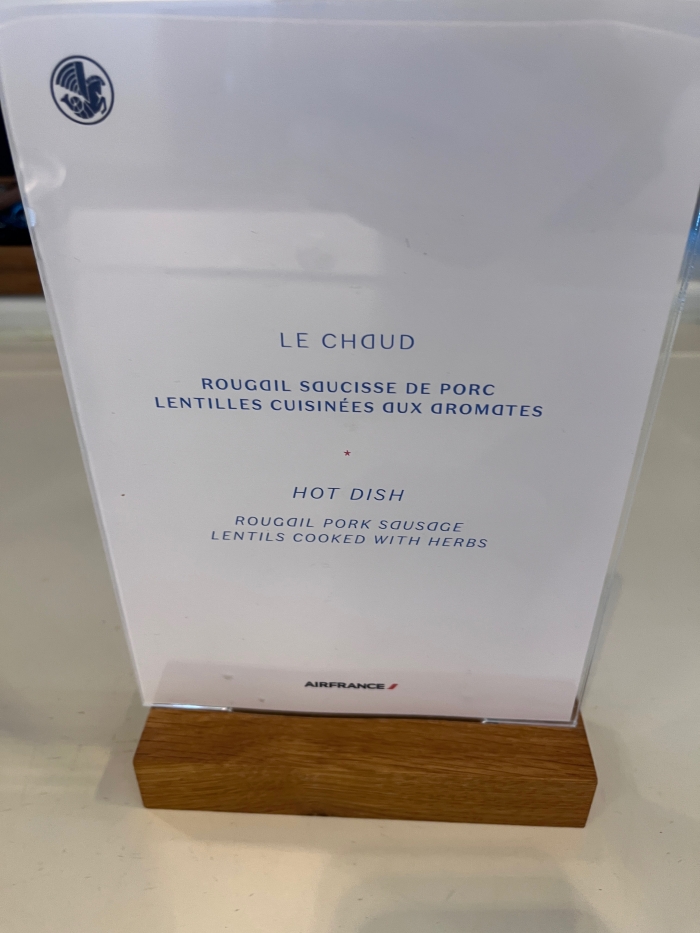 LE CHAUD
ROUGAIL SAUCISSE DE PORC
LENTILLES CUISINÉES AUX AROMATES
*
HOT DISH
ROUGAIL PORK SAUSAGE
LENTILS COOKED WITH HERBS
AIRFRANCE